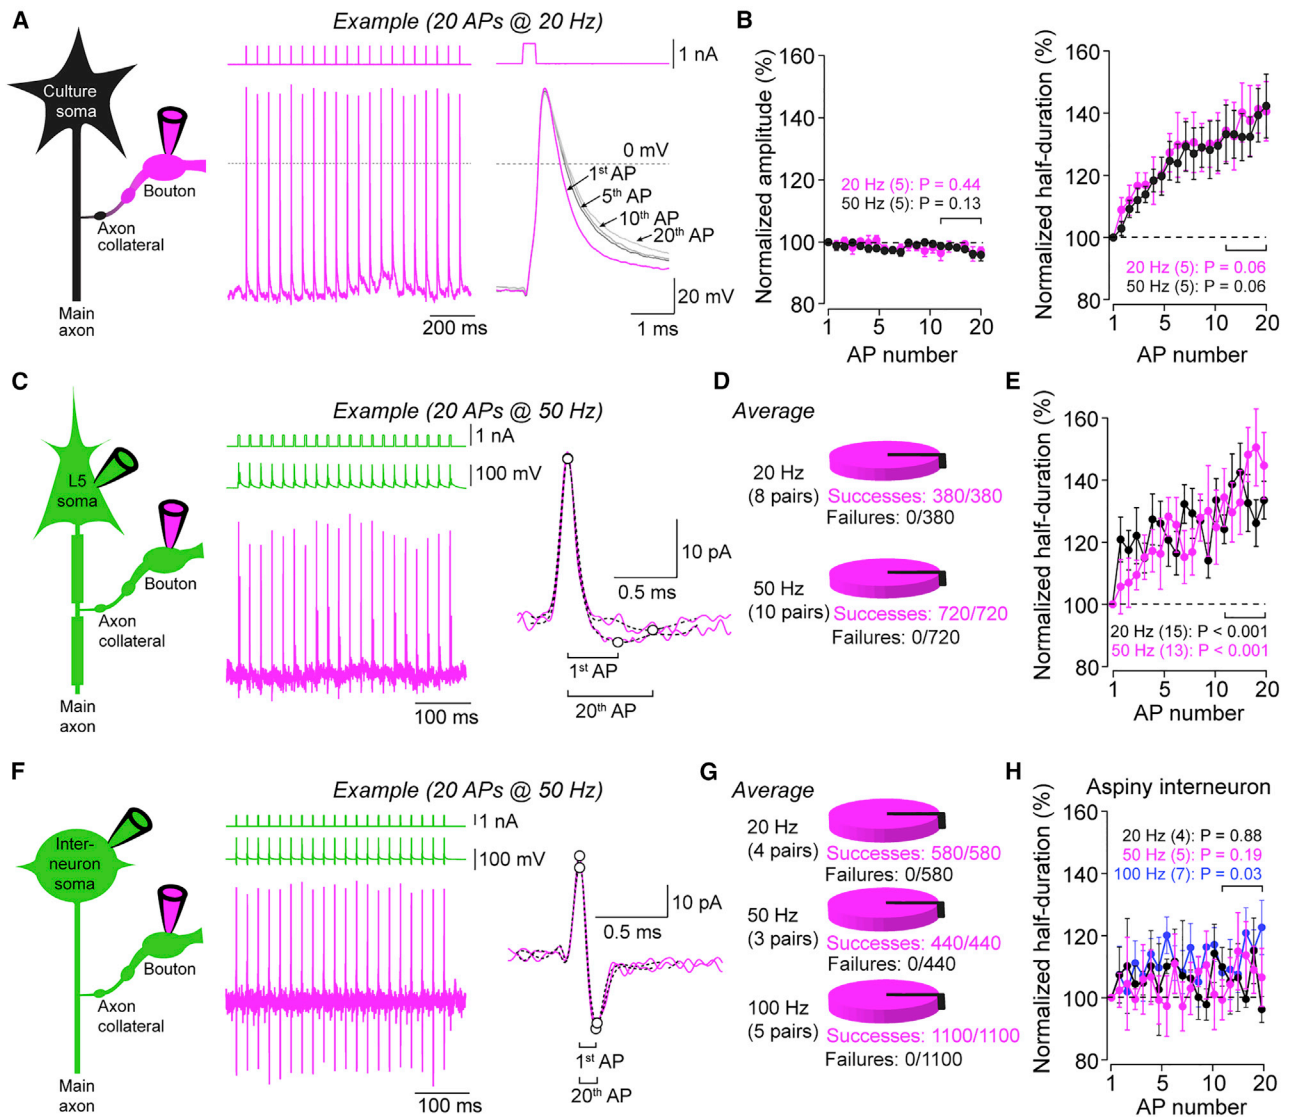 A
Example (20 APs @ 20 Hz)
1 nA
Culture
soma
Bouton
Axon
collateral
Main
axon
0 mV
1st AP
5th AP
10th AP
20th AP
20 mV
200 ms
1 ms
B
Normalized amplitude (%)
160
140
120
100
80
20 Hz (5): P = 0.44
50 Hz (5): P = 0.13
1 5 10 20
AP number
Normalized half-duration (%)
160
140
120
100
80
20 Hz (5): P = 0.06
50 Hz (5): P = 0.06
1 5 10 20
AP number
C
Example (20 APs @ 50 Hz)
1 nA
100 mV
L5
soma
Bouton
Axon
collateral
Main
axon
10 pA
0.5 ms
1st AP
20th AP
100 ms
D
Average
20 Hz
(8 pairs)
Successes: 380/380
Failures: 0/380
50 Hz
(10 pairs)
Successes: 720/720
Failures: 0/720
E
Normalized half-duration (%)
160
140
120
100
80
20 Hz (15): P < 0.001
50 Hz (13): P < 0.001
1 5 10 20
AP number
F
Example (20 APs @ 50 Hz)
1 nA
100 mV
Inter-
neuron
soma
Bouton
Axon
collateral
Main
axon
10 pA
0.5 ms
1st AP
20th AP
100 ms
G
Average
20 Hz
(4 pairs)
Successes: 580/580
Failures: 0/580
50 Hz
(3 pairs)
Successes: 440/440
Failures: 0/440
100 Hz
(5 pairs)
Successes: 1100/1100
Failures: 0/1100
H
Aspiny interneuron
Normalized half-duration (%)
160
140
120
100
80
20 Hz (4): P = 0.88
50 Hz (5): P = 0.19
100 Hz (7): P = 0.03
1 5 10 20
AP number